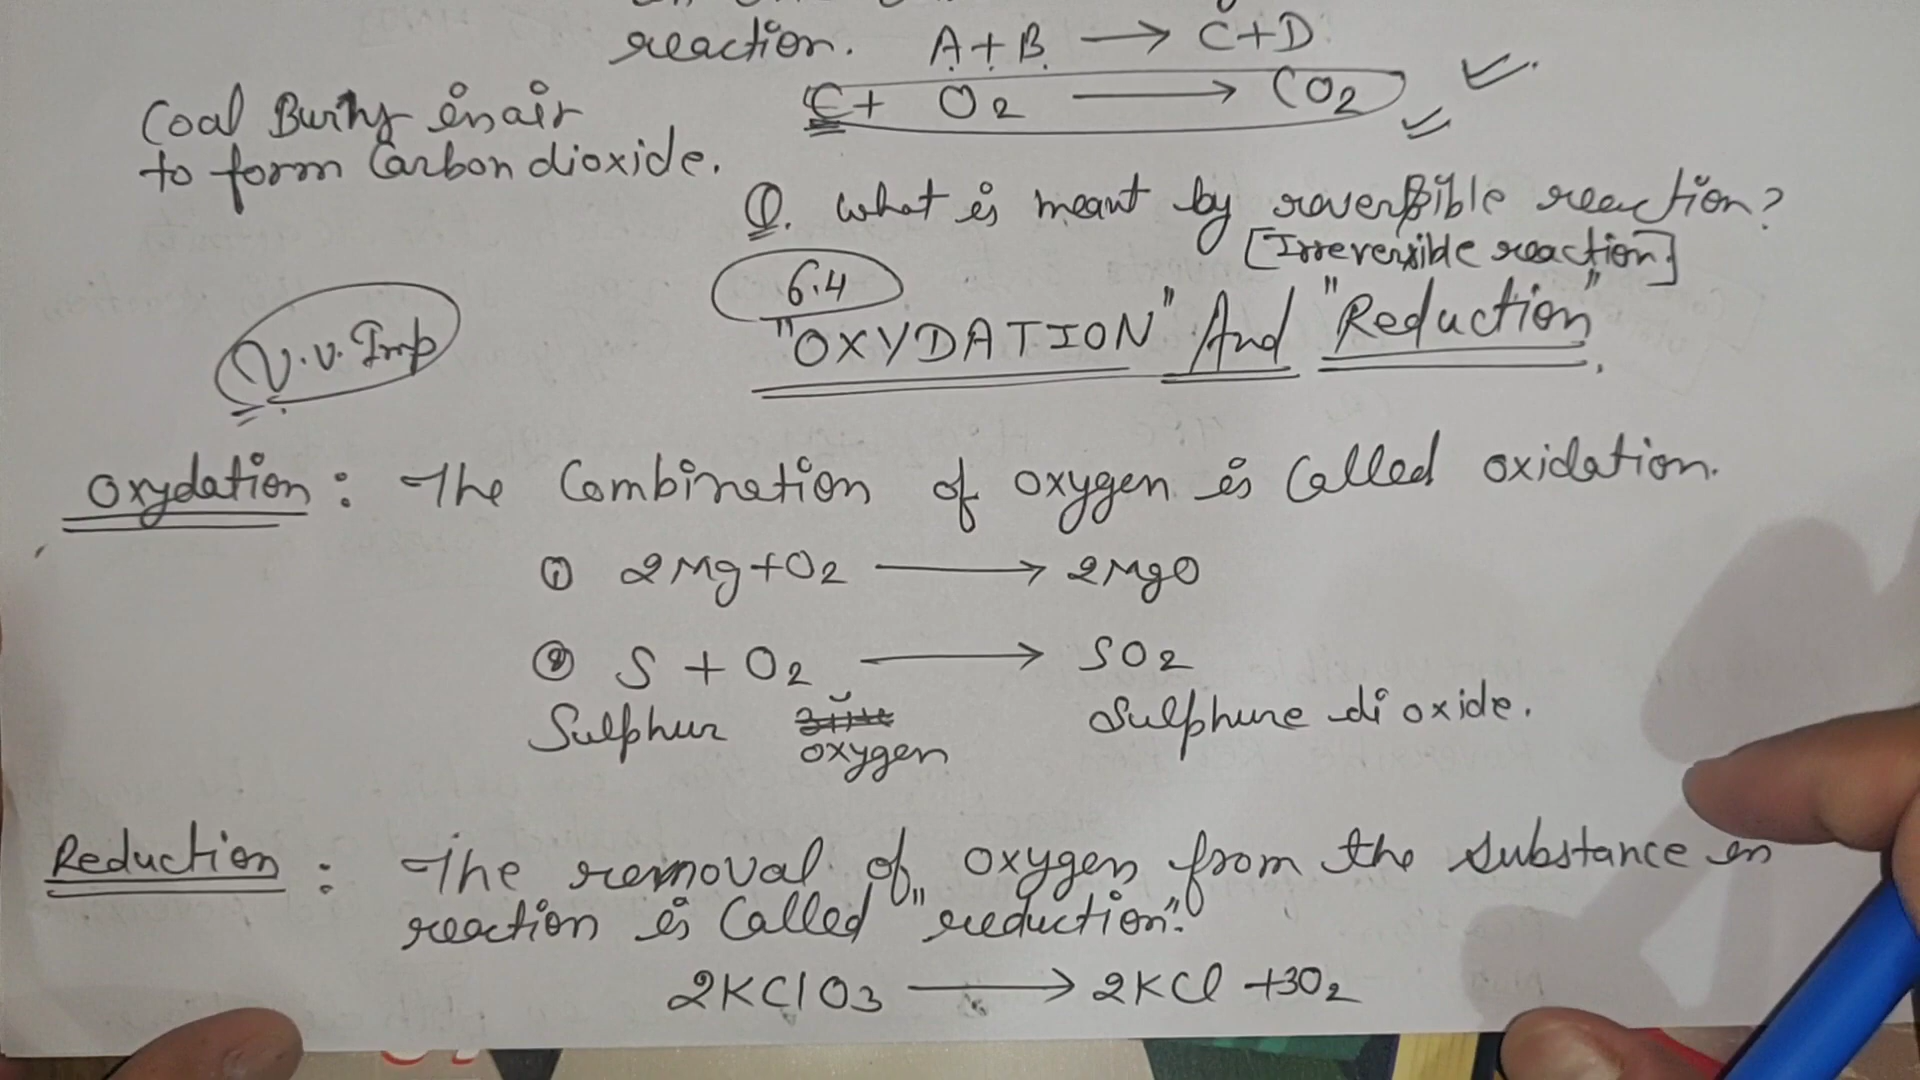 reaction. A+B. → C+D
Coal Burning in air
to form Carbon dioxide.
C+ O2 → CO2
Q. what is meant by reversible reaction?
[Irreversible reaction]
6.4
V.V. Imp
"OXYDATION" And "Reduction".
Oxydation: The Combination of oxygen is Called oxidation.
① 2Mg+O2 → 2MgO
② S + O2 → SO2
Sulphur oxygen Sulphure dioxide.
Reduction: The removal of oxygen from the substance in
reaction is Called "reduction".
2KClO3 → 2KCl +3O2